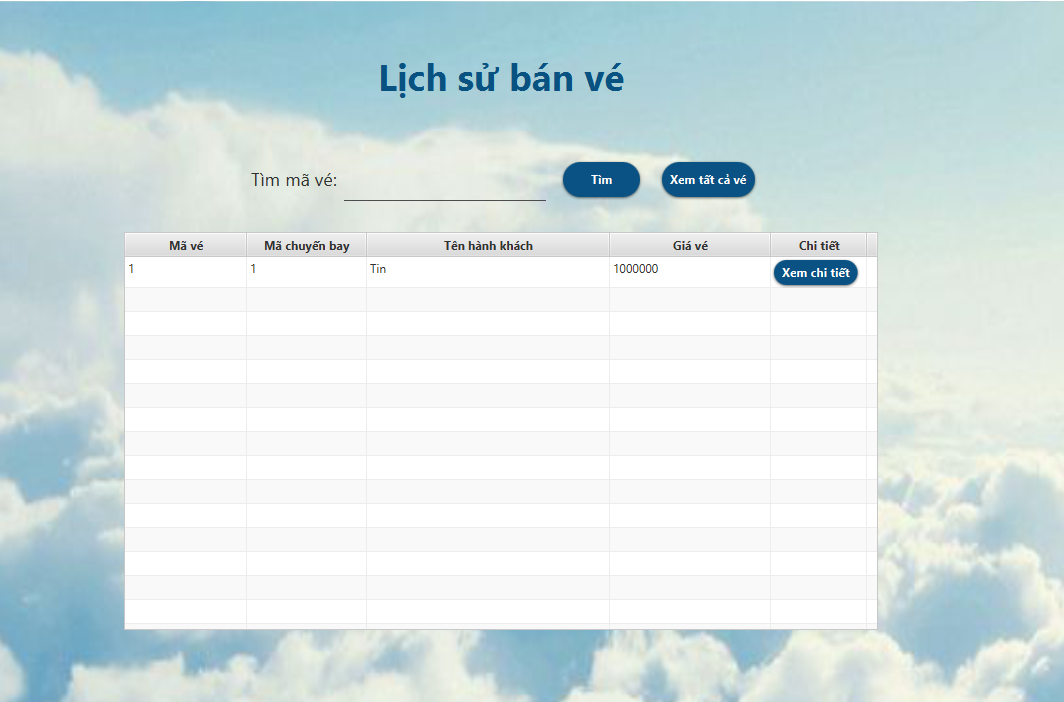 Lịch sử bán vé
Tìm mã vé: Tìm Xem tất cả vé
Mã vé Mã chuyến bay Tên hành khách Giá vé Chi tiết
1 1 Tin 1000000 Xem chi tiết